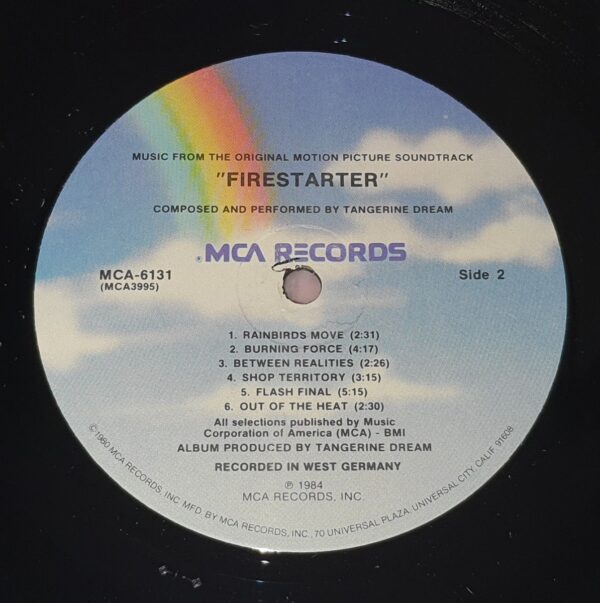 MUSIC FROM THE ORIGINAL MOTION PICTURE SOUNDTRACK
"FIRESTARTER"
COMPOSED AND PERFORMED BY TANGERINE DREAM
® MCA RECORDS
MCA-6131
(MCA3995)
Side 2
1. RAINBIRDS MOVE (2:31)
2. BURNING FORCE (4:17)
3. BETWEEN REALITIES (2:26)
4. SHOP TERRITORY (3:15)
5. FLASH FINAL (5:15)
6. OUT OF THE HEAT (2:30)
All selections published by Music
Corporation of America (MCA) - BMI
ALBUM PRODUCED BY TANGERINE DREAM
RECORDED IN WEST GERMANY
℗ 1984
MCA RECORDS, INC.
©1980 MCA RECORDS, INC. MFD. BY MCA RECORDS, INC., 70 UNIVERSAL PLAZA, UNIVERSAL CITY, CALIF. 91608